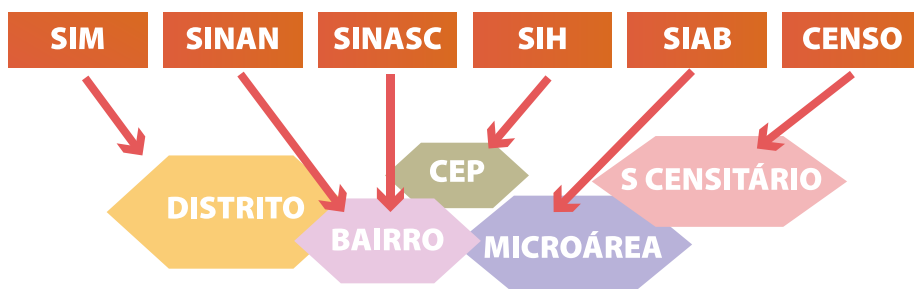 SIM
SINAN
SINASC
SIH
SIAB
CENSO
CEP
S CENSITÁRIO
DISTRITO
BAIRRO
MICROÁREA